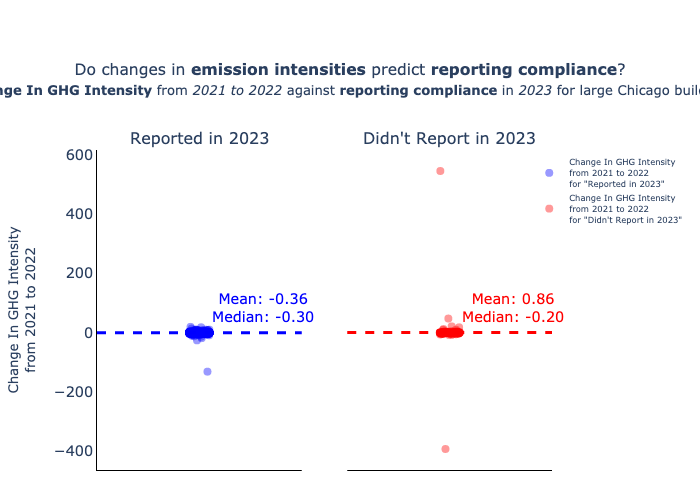 Do changes in emission intensities predict reporting compliance?
In GHG Intensity from 2021 to 2022 against reporting compliance in 2023 for large Chicago
Reported in 2023
Didn't Report in 2023
600
400
200
0
−200
−400
Change In GHG Intensity
from 2021 to 2022
Mean: -0.36
Median: -0.30
Mean: 0.86
Median: -0.20
Change In GHG Intensity
from 2021 to 2022
for "Reported in 2023"
Change In GHG Intensity
from 2021 to 2022
for "Didn't Report in 2023"